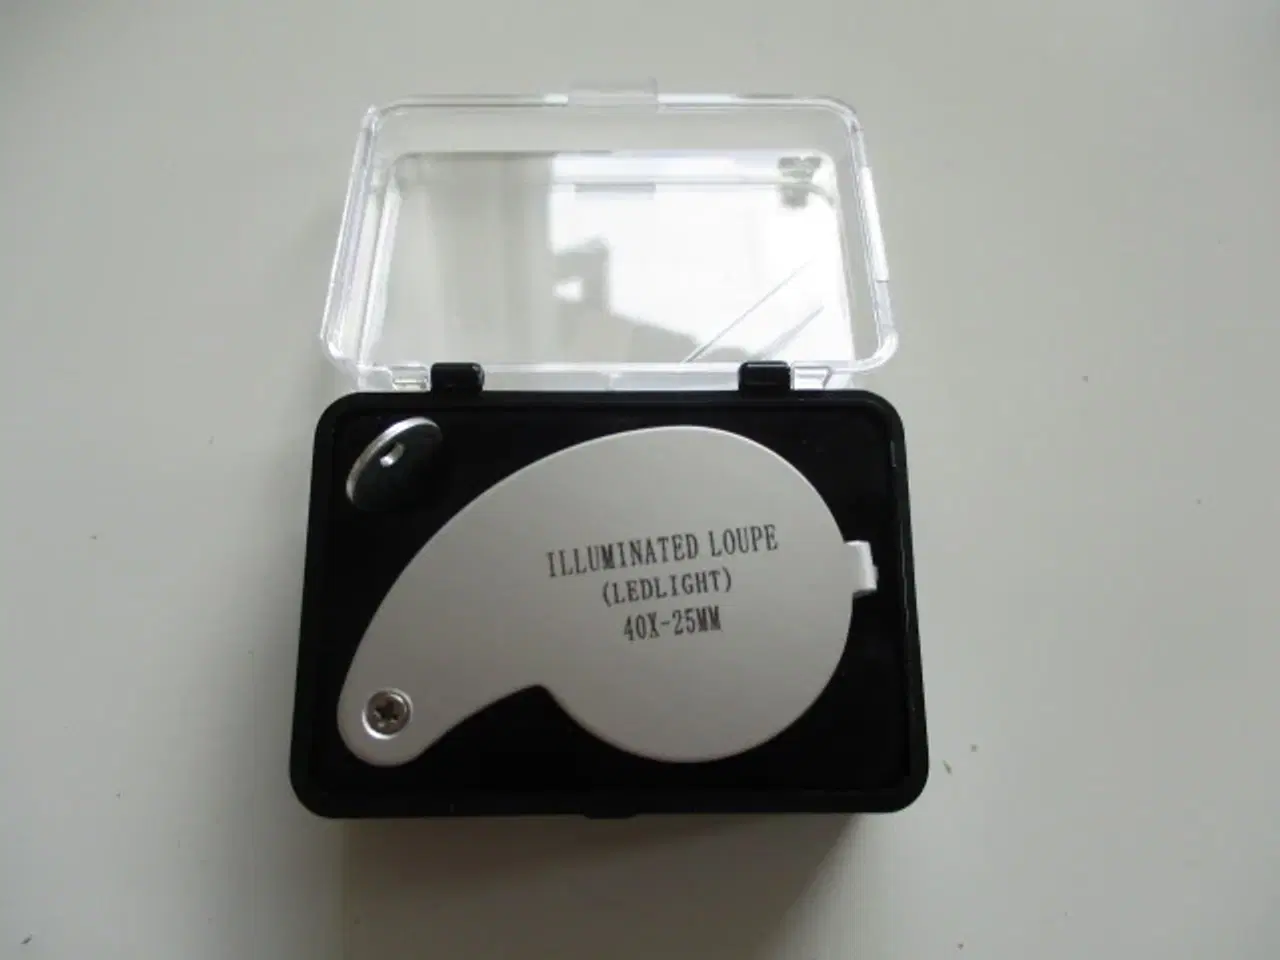 ILLUMINATED LOUPE
(LEDLIGHT)
40X-25MM